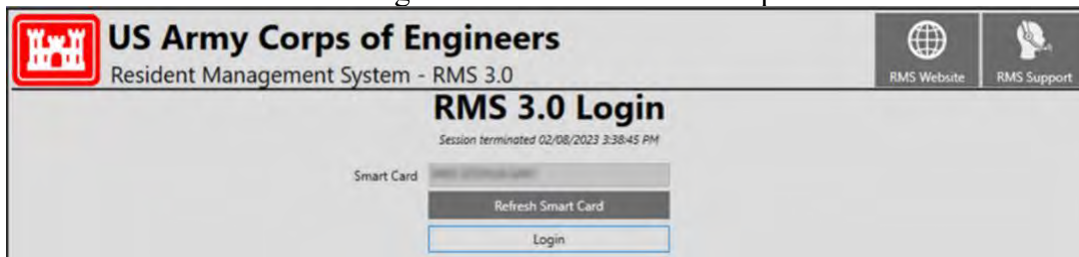 US Army Corps of Engineers
Resident Management System - RMS 3.0
RMS Website
RMS Support
RMS 3.0 Login
Session terminated 02/08/2023 3:38:45 PM
Smart Card
Refresh Smart Card
Login